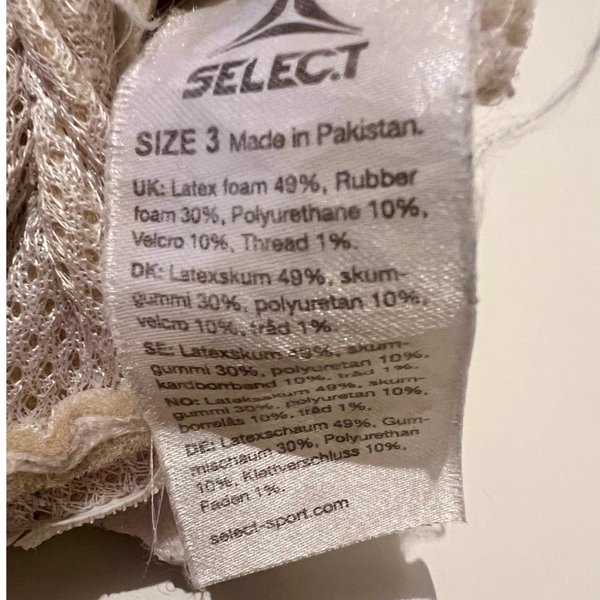 SELECT
SIZE 3 Made in Pakistan.
UK: Latex foam 49%, Rubber
foam 30%, Polyurethane 10%,
Velcro 10%, Thread 1%.
DK: Latexskum 49%, skum-
gummi 30%, polyuretan 10%,
velcro 10%, tråd 1%.
SE: Latexskum 49%, skum-
gummi 30%, polyuretan 10%,
kardborrband 10%, tråd 1%.
NO: Lateksskum 49%, skum-
gummi 30%, polyuretan 10%,
borrelås 10%, tråd 1%.
DE: Latexschaum 49%, Gum-
mischaum 30%, Polyurethan
10%, Klettverschluss 10%,
Faden 1%.
select-sport.com